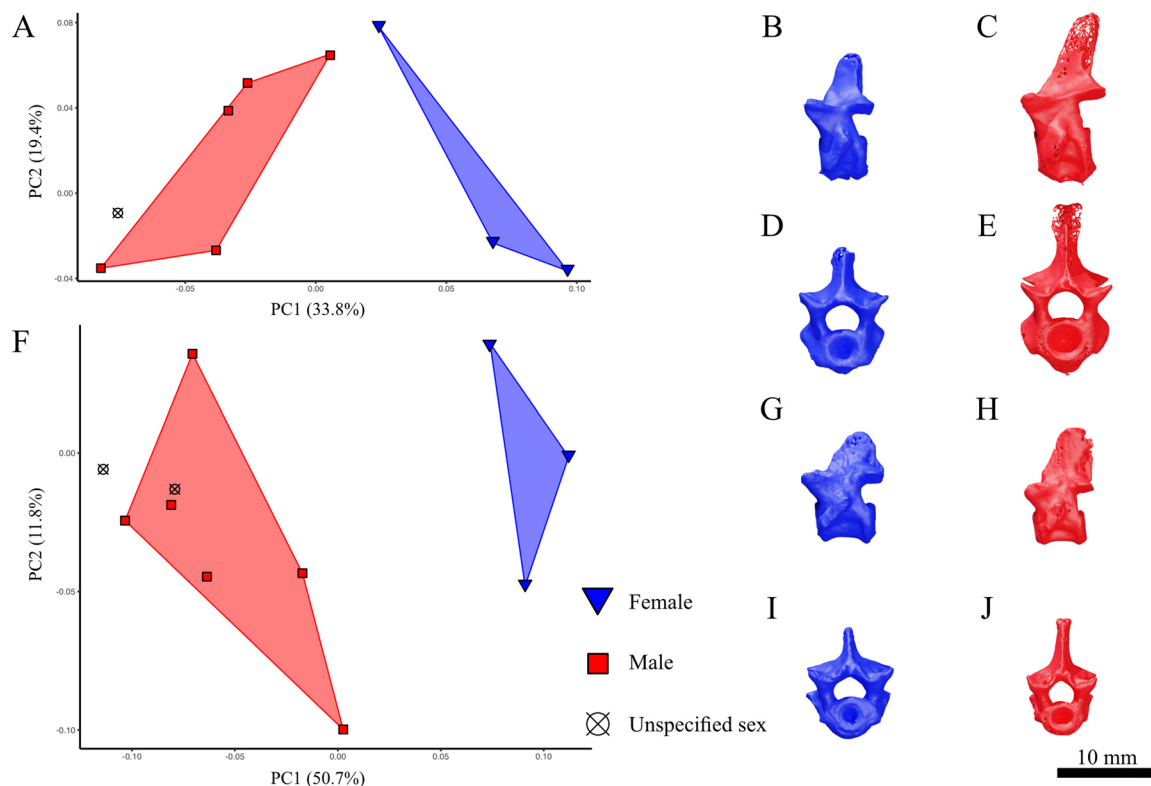 A
B
C
0.08
0.04
0.00
-0.04
PC2 (19.4%)
-0.05
0.00
0.05
0.10
PC1 (33.8%)
D
E
F
0.00
-0.05
-0.10
PC2 (11.8%)
-0.10
-0.05
0.00
0.05
0.10
PC1 (50.7%)
Female
Male
Unspecified sex
G
H
I
J
10 mm